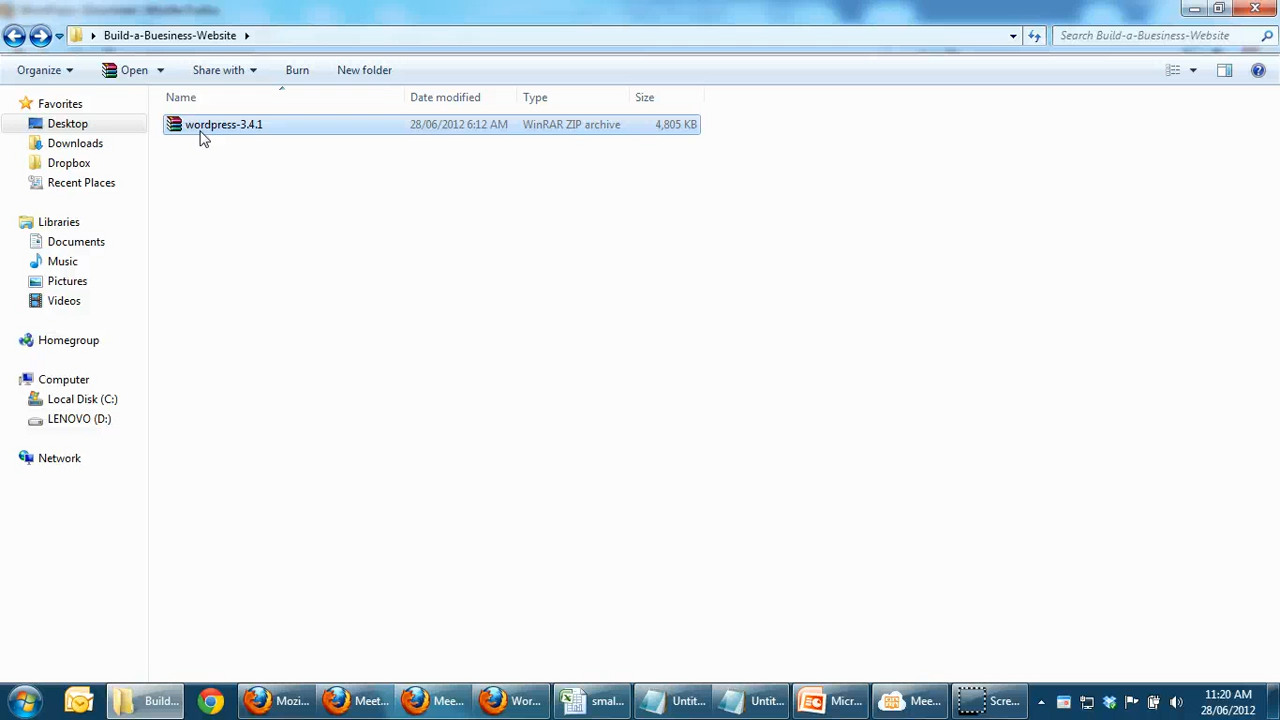 Build-a-Buesiness-Website
Search Build-a-Buesiness-Website
Organize Open Share with Burn New folder
Name Date modified Type Size
wordpress-3.4.1 28/06/2012 6:12 AM WinRAR ZIP archive 4,805 KB
Favorites
Desktop
Downloads
Dropbox
Recent Places
Libraries
Documents
Music
Pictures
Videos
Homegroup
Computer
Local Disk (C:)
LENOVO (D:)
Network
Build... Mozi... Meet... Mee... Wor... smal... Untit... Untit... Micr... Mee... Scre...
11:20 AM
28/06/2012